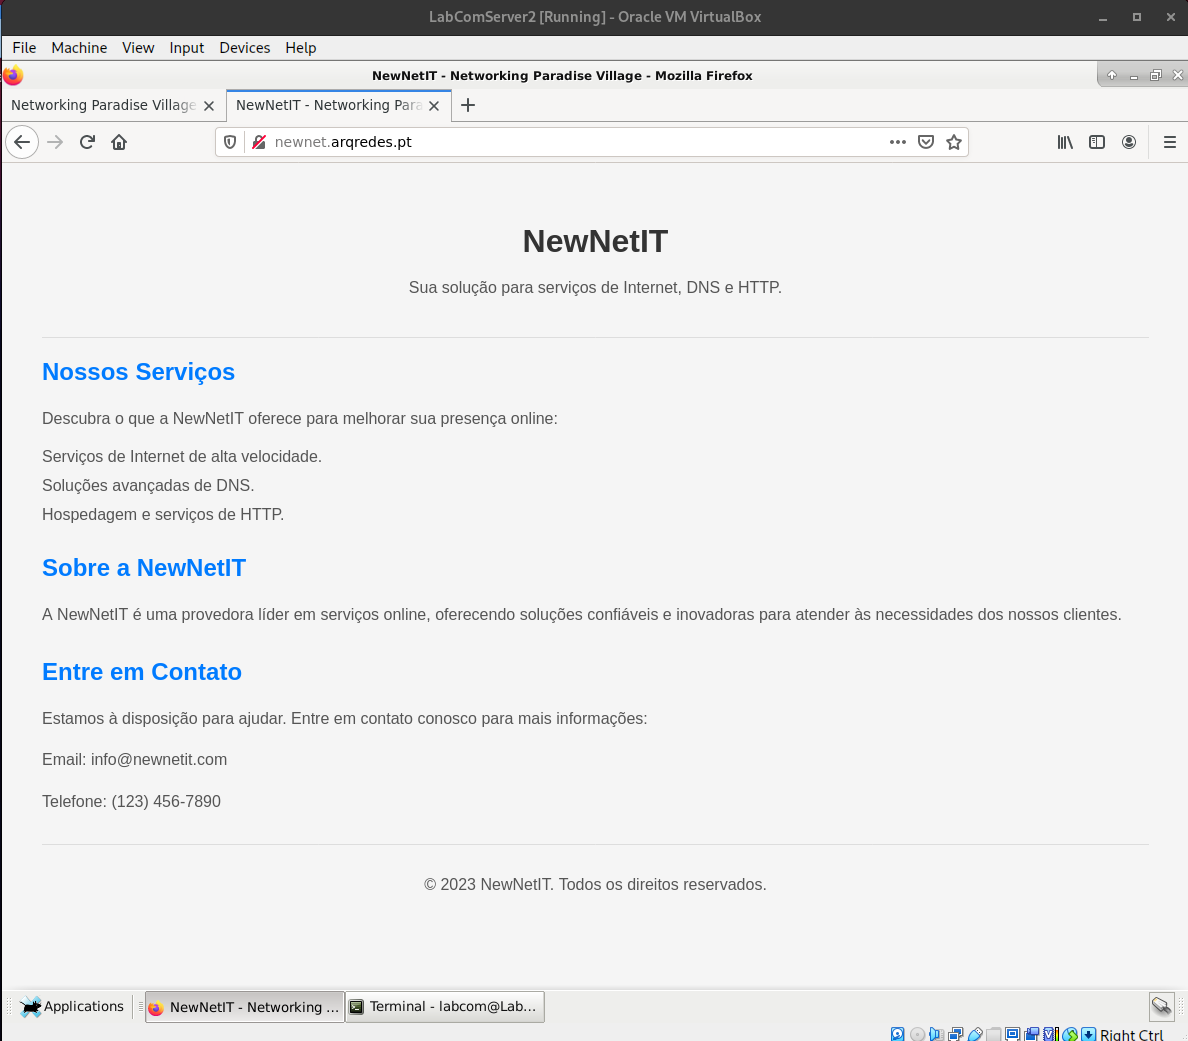 LabComServer2 [Running] - Oracle VM VirtualBox
File Machine View Input Devices Help
NewNetIT - Networking Paradise Village - Mozilla Firefox
Networking Paradise Village
NewNetIT - Networking Para
newnet.arqredes.pt
NewNetIT
Sua solução para serviços de Internet, DNS e HTTP.
Nossos Serviços
Descubra o que a NewNetIT oferece para melhorar sua presença online:
Serviços de Internet de alta velocidade.
Soluções avançadas de DNS.
Hospedagem e serviços de HTTP.
Sobre a NewNetIT
A NewNetIT é uma provedora líder em serviços online, oferecendo soluções confiáveis e inovadoras para atender às necessidades dos nossos clientes.
Entre em Contato
Estamos à disposição para ajudar. Entre em contato conosco para mais informações:
Email: info@newnetit.com
Telefone: (123) 456-7890
© 2023 NewNetIT. Todos os direitos reservados.
Applications
NewNetIT - Networking ...
Terminal - labcom@Lab...
Right Ctrl